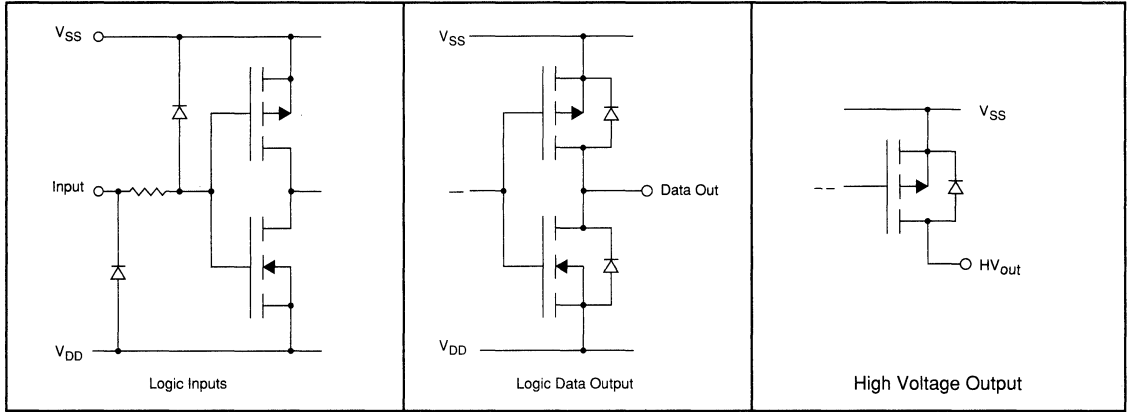 VSS
Input
VDD
Logic Inputs
VSS
Data Out
VDD
Logic Data Output
VSS
HVout
High Voltage Output